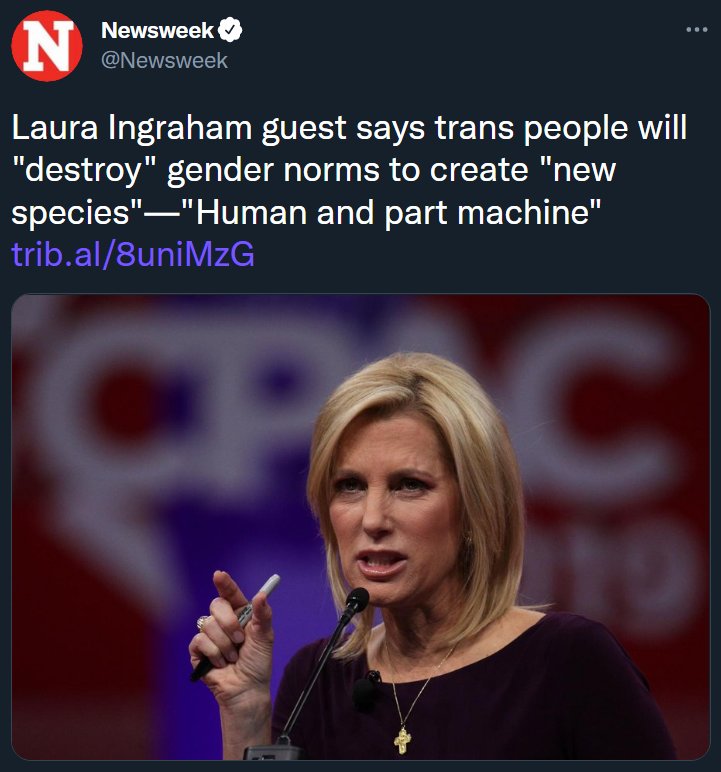 N
Newsweek
@Newsweek
Laura Ingraham guest says trans people will
"destroy" gender norms to create "new
species"—"Human and part machine"
trib.al/8uniMzG
CPAC